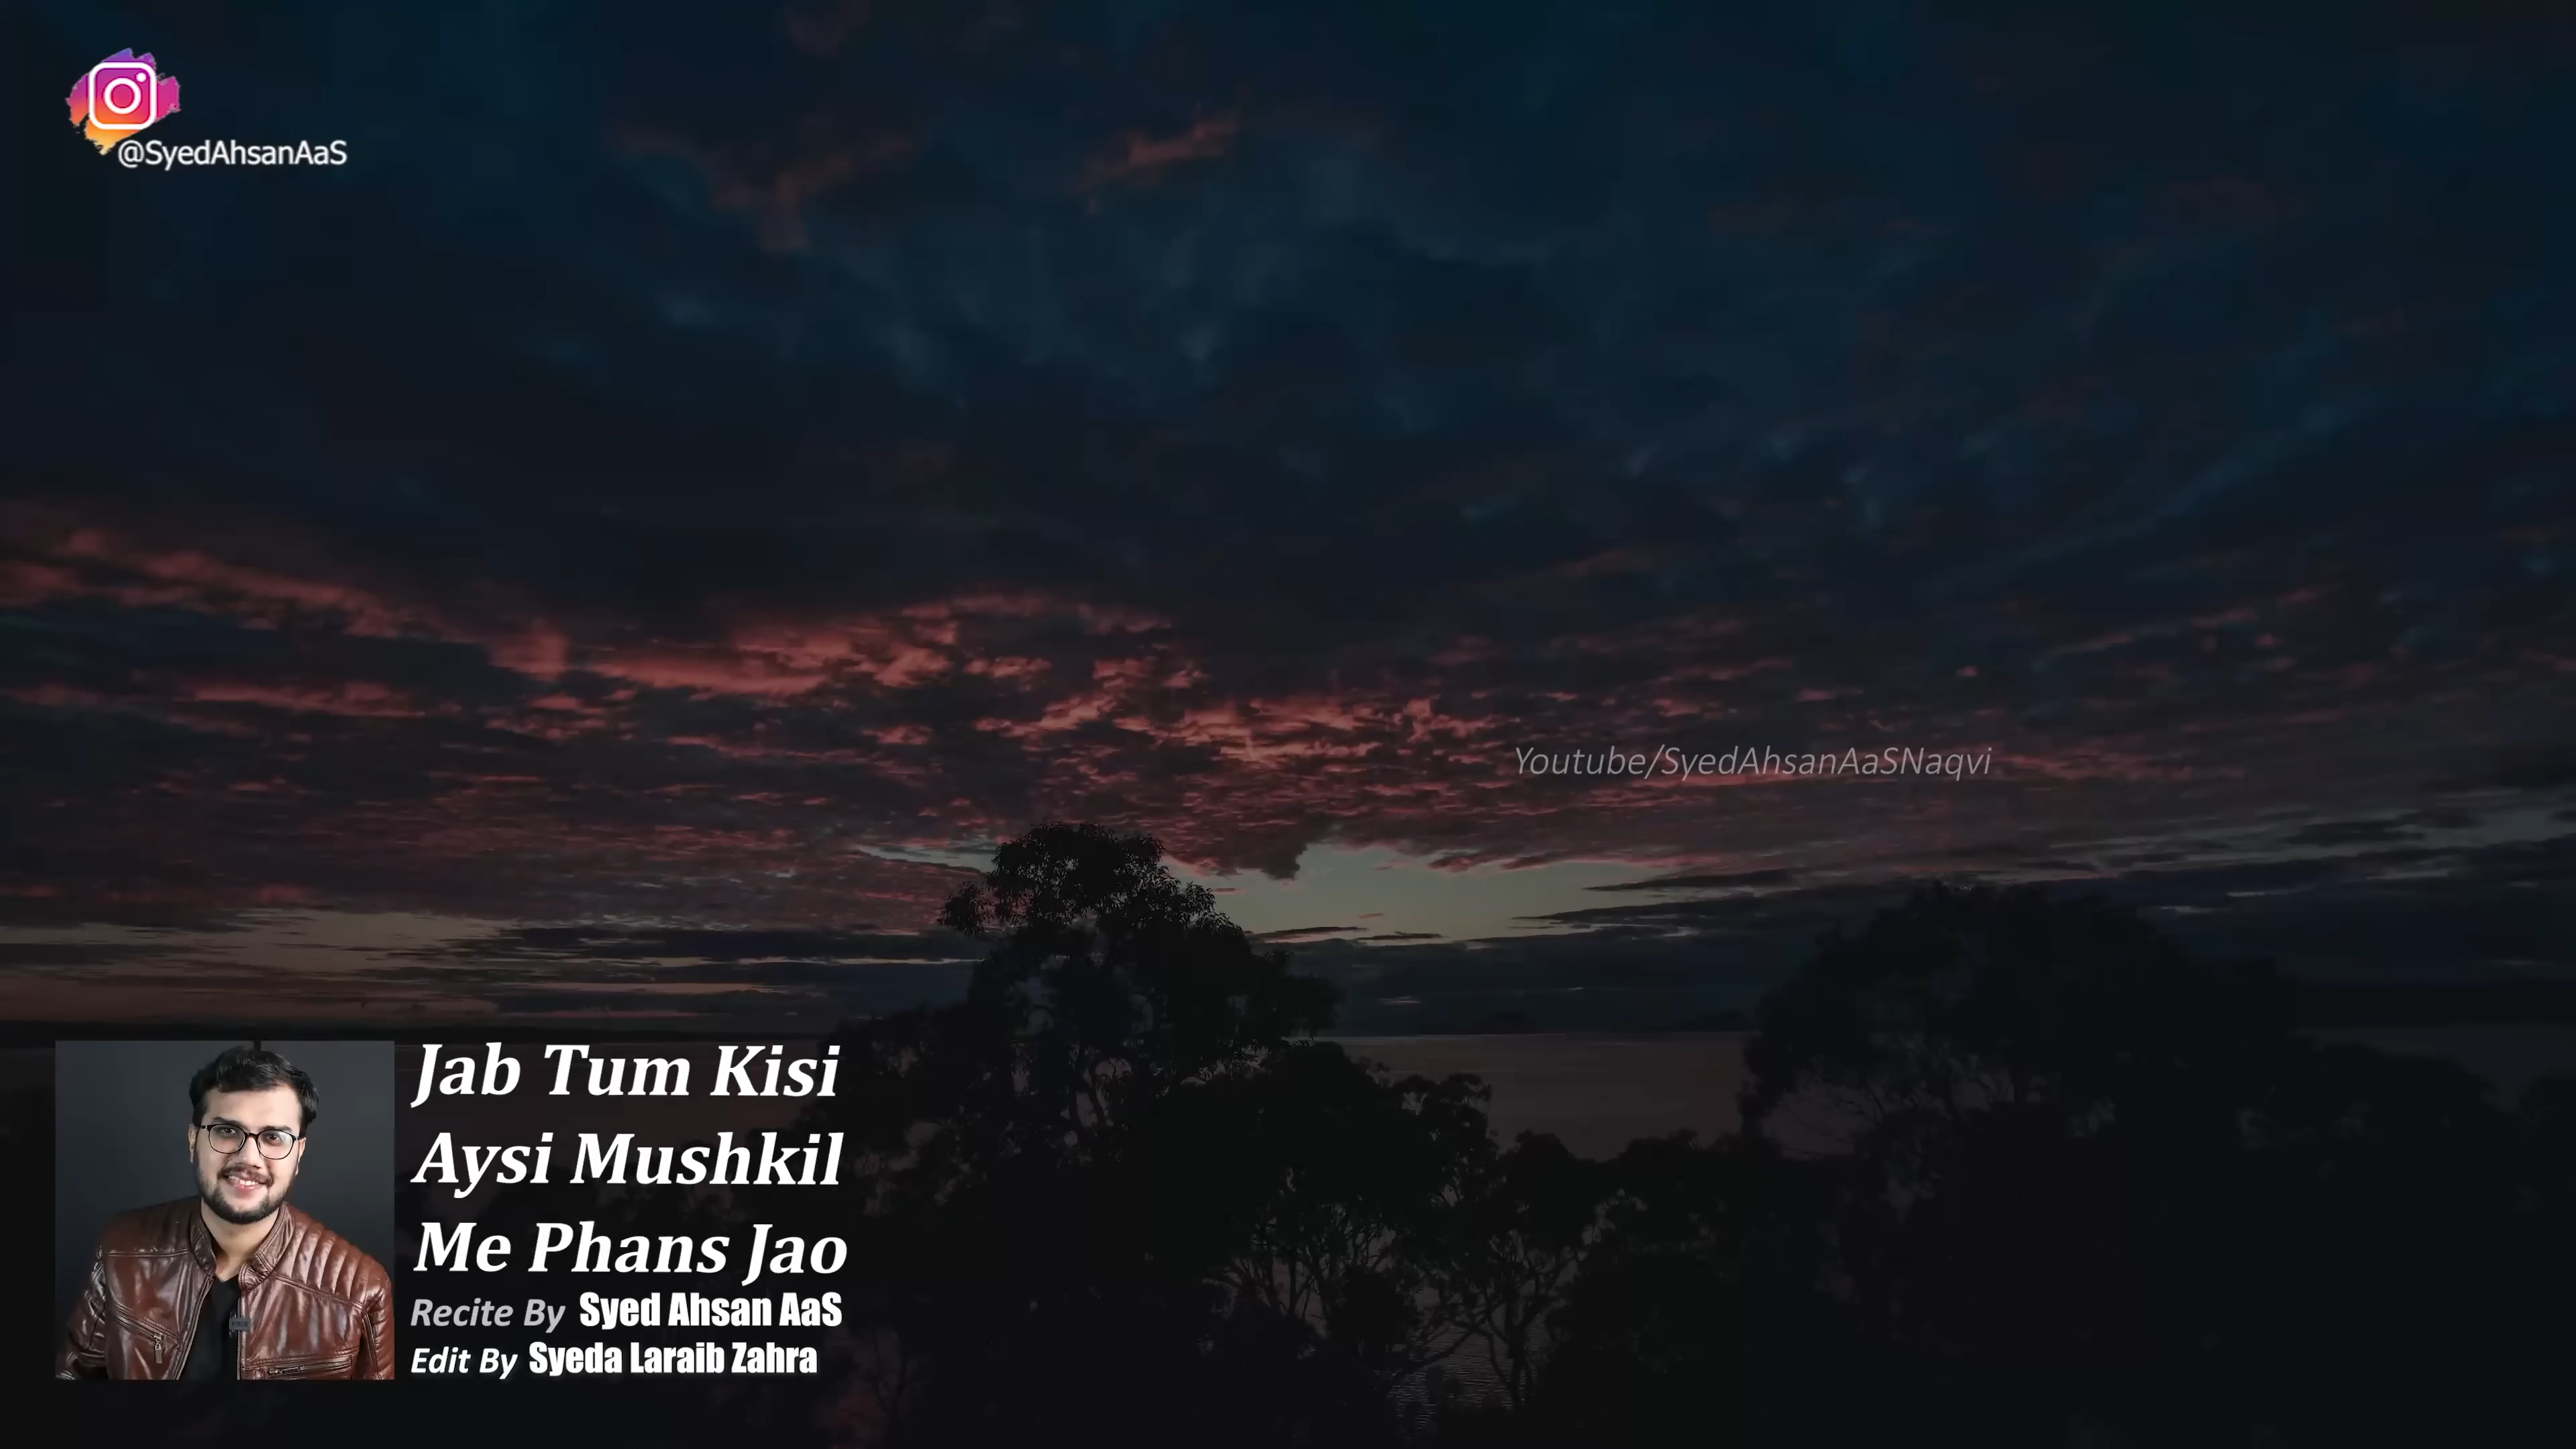 @SyedAhsanAaS
Youtube/SyedAhsanAaSNaqvi
Jab Tum Kisi
Aysi Mushkil
Me Phans Jao
Recite By Syed Ahsan AaS
Edit By Syeda Laraib Zahra